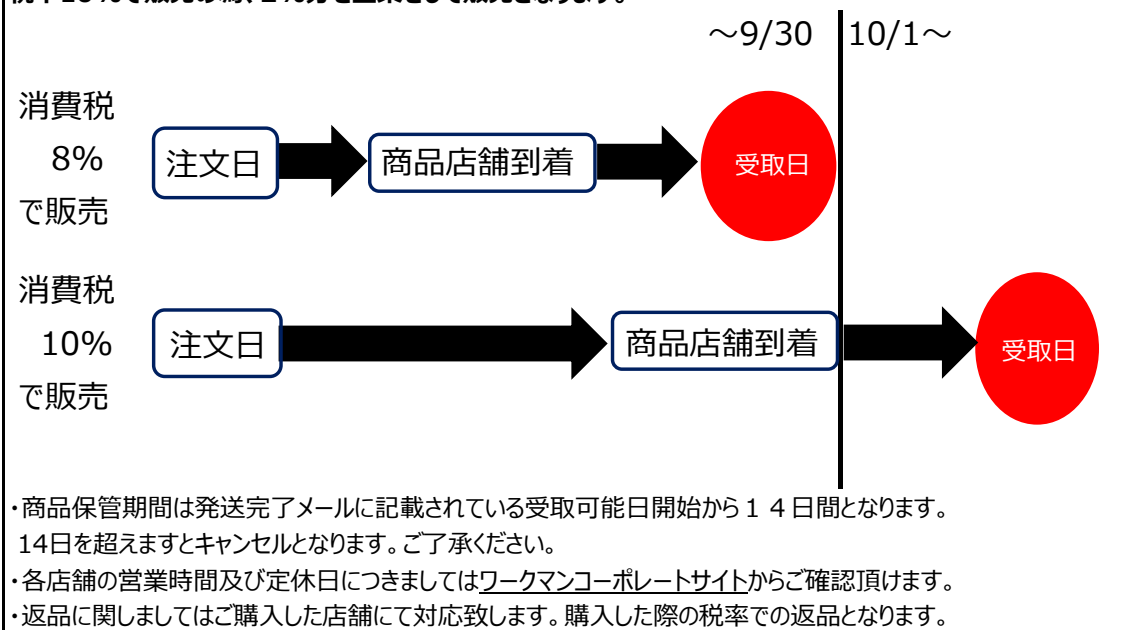 ～9/30 10/1～
消費税
8%
で販売
注文日
商品店舗到着
受取日
消費税
10%
で販売
注文日
商品店舗到着
受取日
・商品保管期間は発送完了メールに記載されている受取可能日開始から１４日間となります。
14日を超えますとキャンセルとなります。ご了承ください。
・各店舗の営業時間及び定休日につきましてはワークマンコーポレートサイトからご確認頂けます。
・返品に関しましてはご購入した店舗にて対応致します。購入した際の税率での返品となります。